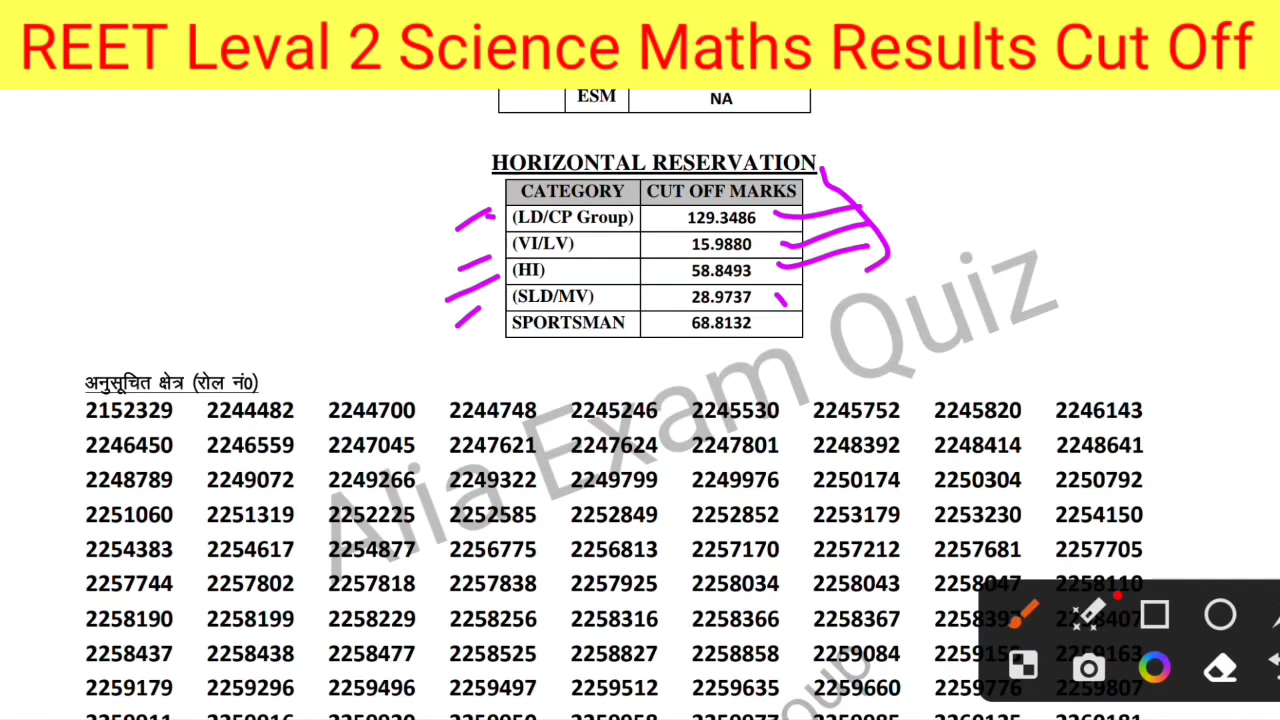 REET Leval 2 Science Maths Results Cut Off
ESM NA
HORIZONTAL RESERVATION
CATEGORY CUT OFF MARKS
(LD/CP Group) 129.3486
(VI/LV) 15.9880
(HI) 58.8493
(SLD/MV) 28.9737
SPORTSMAN 68.8132
अनुसूचित क्षेत्र (रोल नं0)
2152329 2244482 2244700 2244748 2245246 2245530 2245752 2245820 2246143
2246450 2246559 2247045 2247621 2247624 2247801 2248392 2248414 2248641
2248789 2249072 2249266 2249322 2249799 2249976 2250174 2250304 2250792
2251060 2251319 2252225 2252585 2252849 2252852 2253179 2253230 2254150
2254383 2254617 2254877 2256775 2256813 2257170 2257212 2257681 2257705
2257744 2257802 2257818 2257838 2257925 2258034 2258043 2258047 2258110
2258190 2258199 2258229 2258256 2258316 2258366 2258367
2258437 2258438 2258477 2258525 2258827 2258858 2259084
2259179 2259296 2259496 2259497 2259512 2259635 2259660 2259776 2259807
Alia Exam Quiz